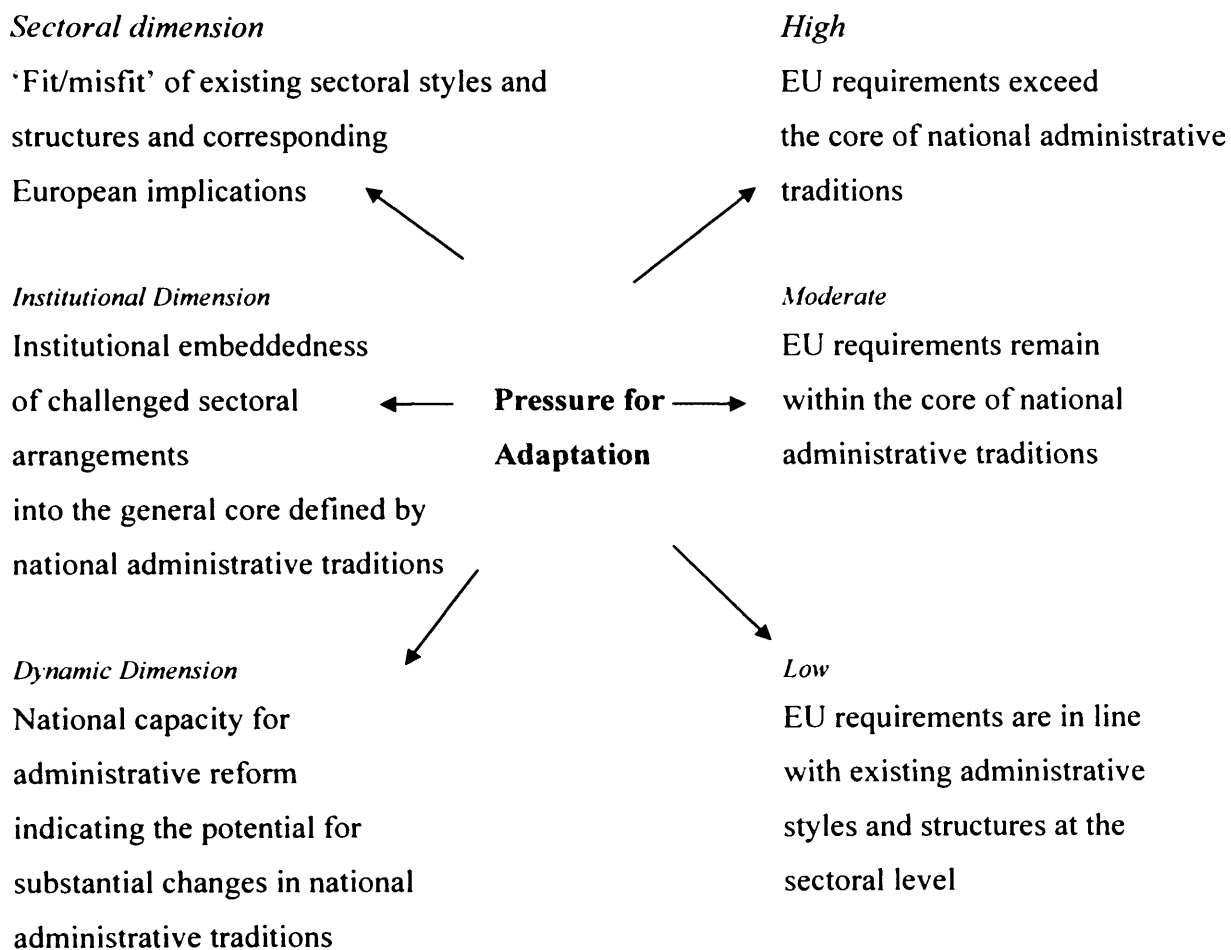 Sectoral dimension
'Fit/misfit' of existing sectoral styles and
structures and corresponding
European implications
High
EU requirements exceed
the core of national administrative
traditions
Institutional Dimension
Institutional embeddedness
of challenged sectoral
arrangements
into the general core defined by
national administrative traditions
Pressure for
Adaptation
Moderate
EU requirements remain
within the core of national
administrative traditions
Dynamic Dimension
National capacity for
administrative reform
indicating the potential for
substantial changes in national
administrative traditions
Low
EU requirements are in line
with existing administrative
styles and structures at the
sectoral level